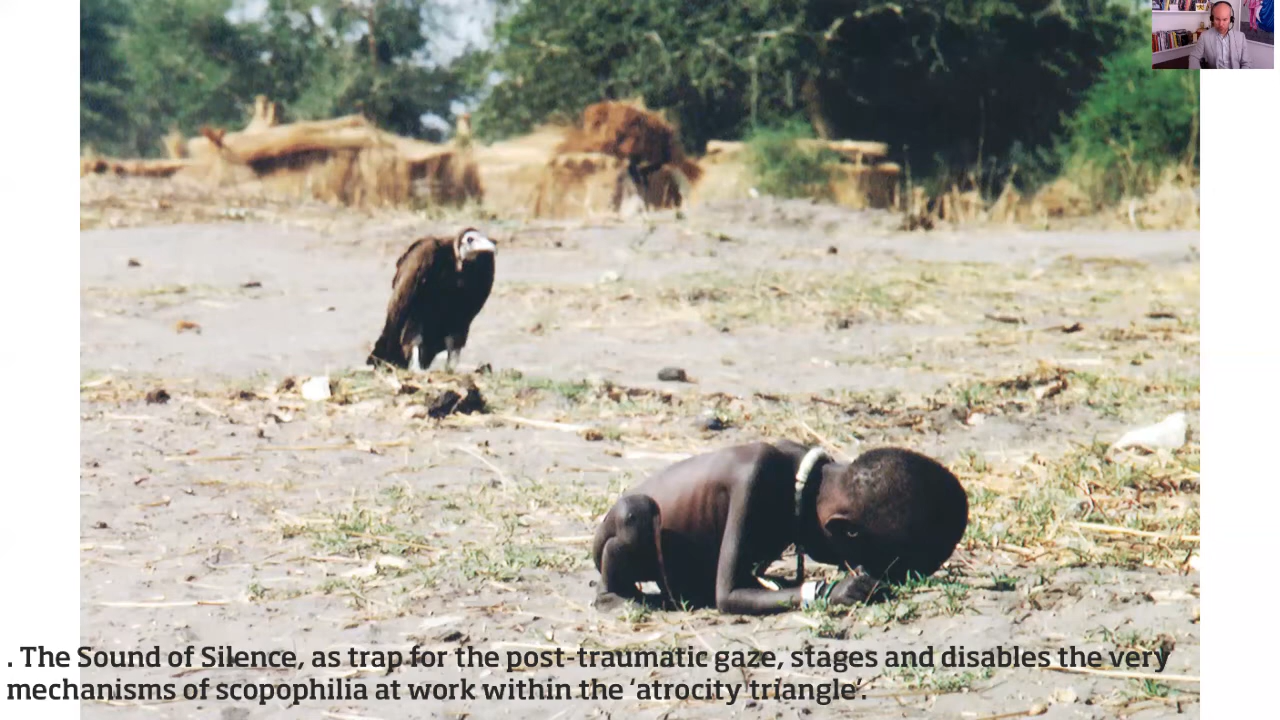 . The Sound of Silence, as trap for the post-traumatic gaze, stages and disables the very
mechanisms of scopophilia at work within the ‘atrocity triangle’.